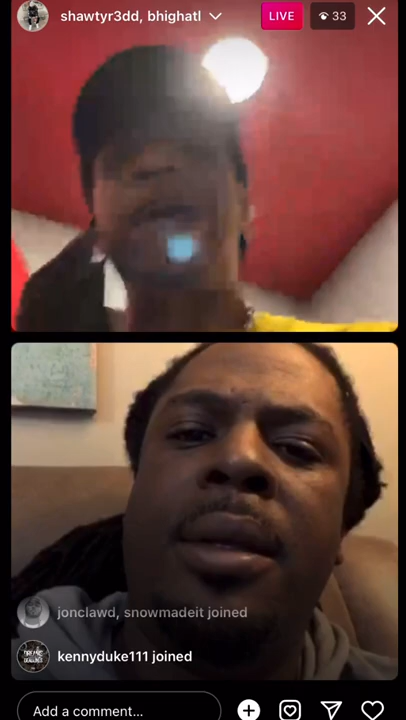 shawtyr3dd, bhighatl
LIVE
33
jonclawd, snowmadeit joined
kennyduke111 joined
Add a comment...